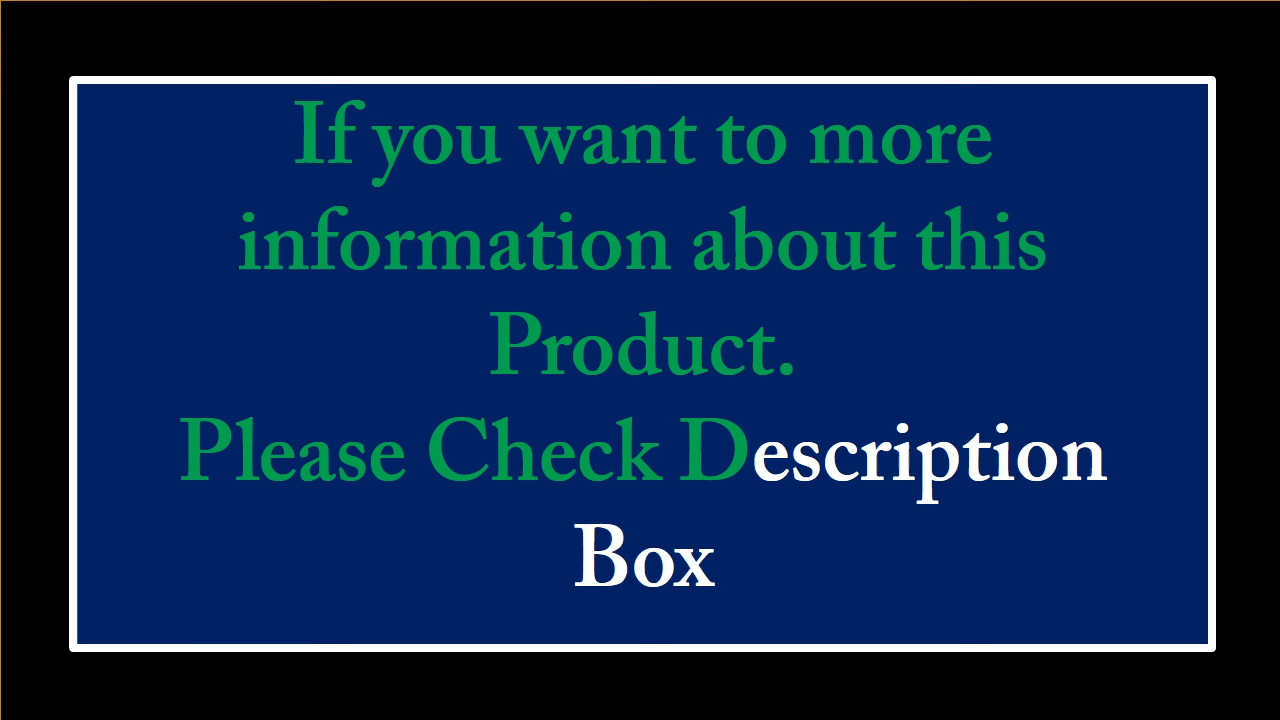 If you want to more
information about this
Product.
Please Check Description
Box